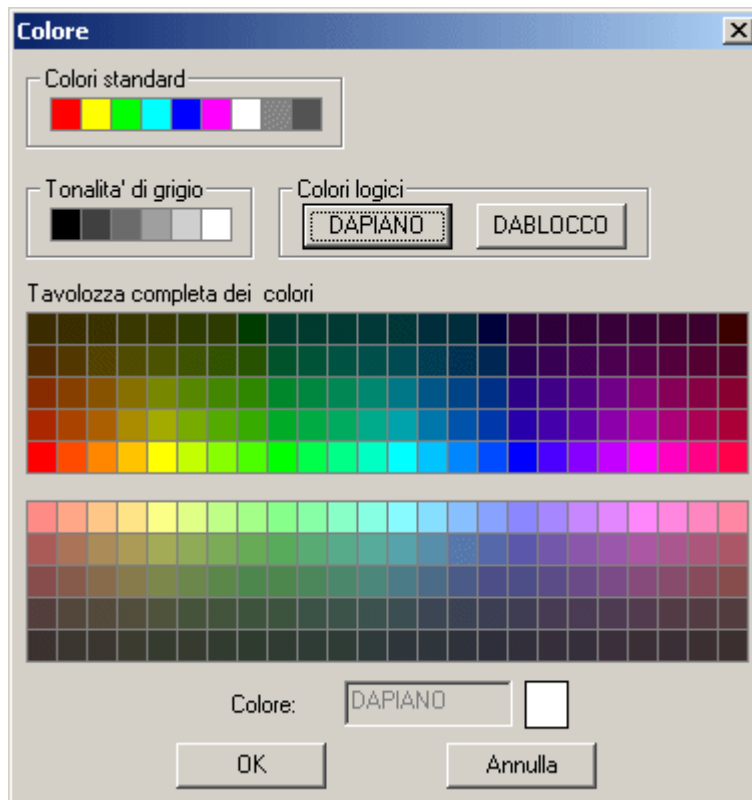 Colore
Colori standard
Tonalita' di grigio
Colori logici
DAPIANO
DABLOCCO
Tavolozza completa dei colori
Colore:
DAPIANO
OK
Annulla